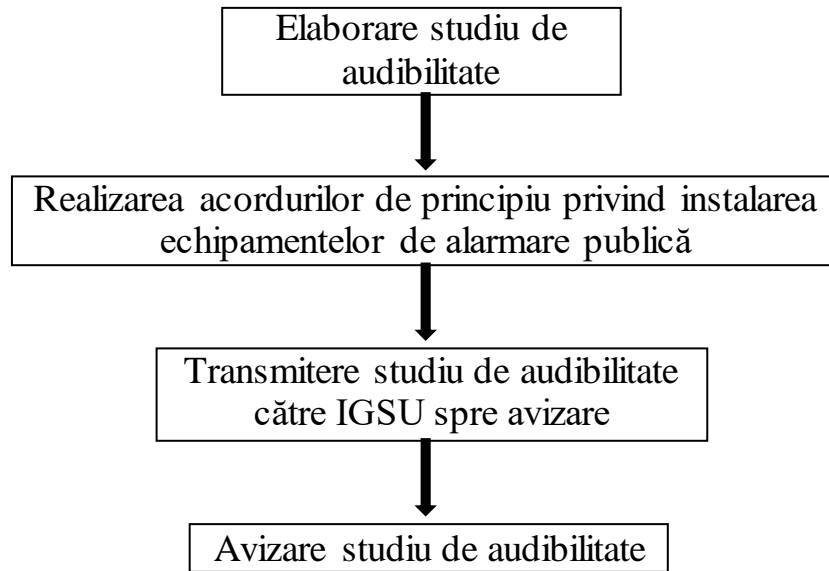 Elaborare studiu de
audibilitate
Realizarea acordurilor de principiu privind instalarea
echipamentelor de alarmare publică
Transmitere studiu de audibilitate
către IGSU spre avizare
Avizare studiu de audibilitate